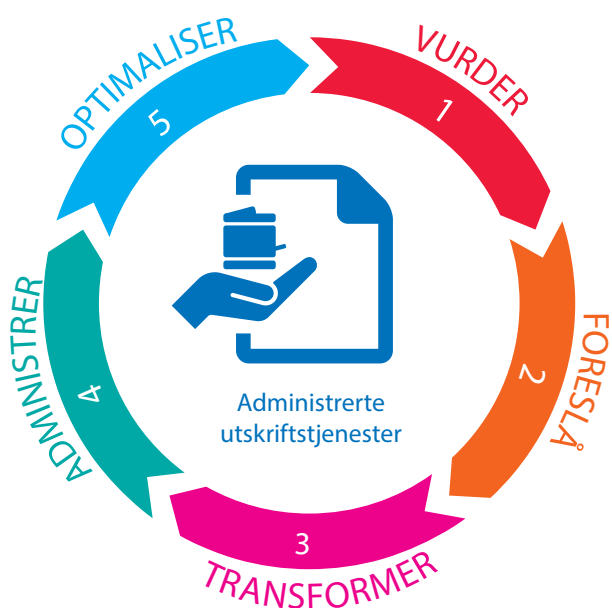 VURDER
1
FORESLÅ
2
TRANSFORMER
3
ADMINISTRER
4
OPTIMALISER
5
Administrerte
utskriftstjenester